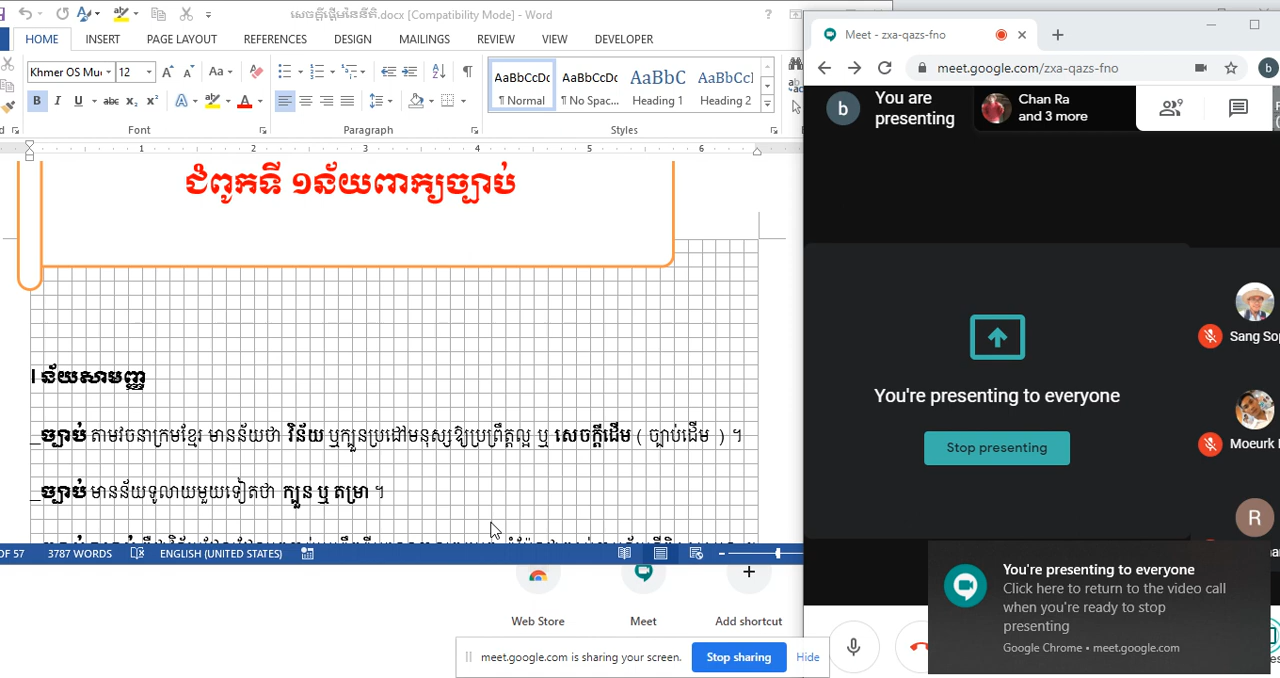 សេចក្តីផ្តើមនៃនីតិ.docx [Compatibility Mode] - Word
HOME INSERT PAGE LAYOUT REFERENCES DESIGN MAILINGS REVIEW VIEW DEVELOPER
Khmer OS Mu 12
AaBbCcDc AaBbCcDc AaBbC AaBbCcI
¶ Normal ¶ No Spac... Heading 1 Heading 2
Font Paragraph Styles
1 2 3 4 5 6
ជំពូកទី ១ន័យពាក្យច្បាប់
I ន័យសាមញ្ញ
_ច្បាប់ តាមវចនាក្រមខ្មែរ មានន័យថា វិន័យ ឬក្បួនប្រដៅមនុស្សឱ្យប្រព្រឹត្តល្អ ឬ សេចក្តីដើម ( ច្បាប់ដើម ) ។
_ច្បាប់ មានន័យទូលាយមួយទៀតថា ក្បួន ឬ តម្រា ។
OF 57 3787 WORDS ENGLISH (UNITED STATES)
Web Store Meet Add shortcut
meet.google.com is sharing your screen. Stop sharing Hide
Meet - zxa-qazs-fno
meet.google.com/zxa-qazs-fno
b
b You are presenting
Chan Ra
and 3 more
You're presenting to everyone
Stop presenting
Sang Sop
Moeurk
R
You're presenting to everyone
Click here to return to the video call
when you're ready to stop
presenting
Google Chrome • meet.google.com